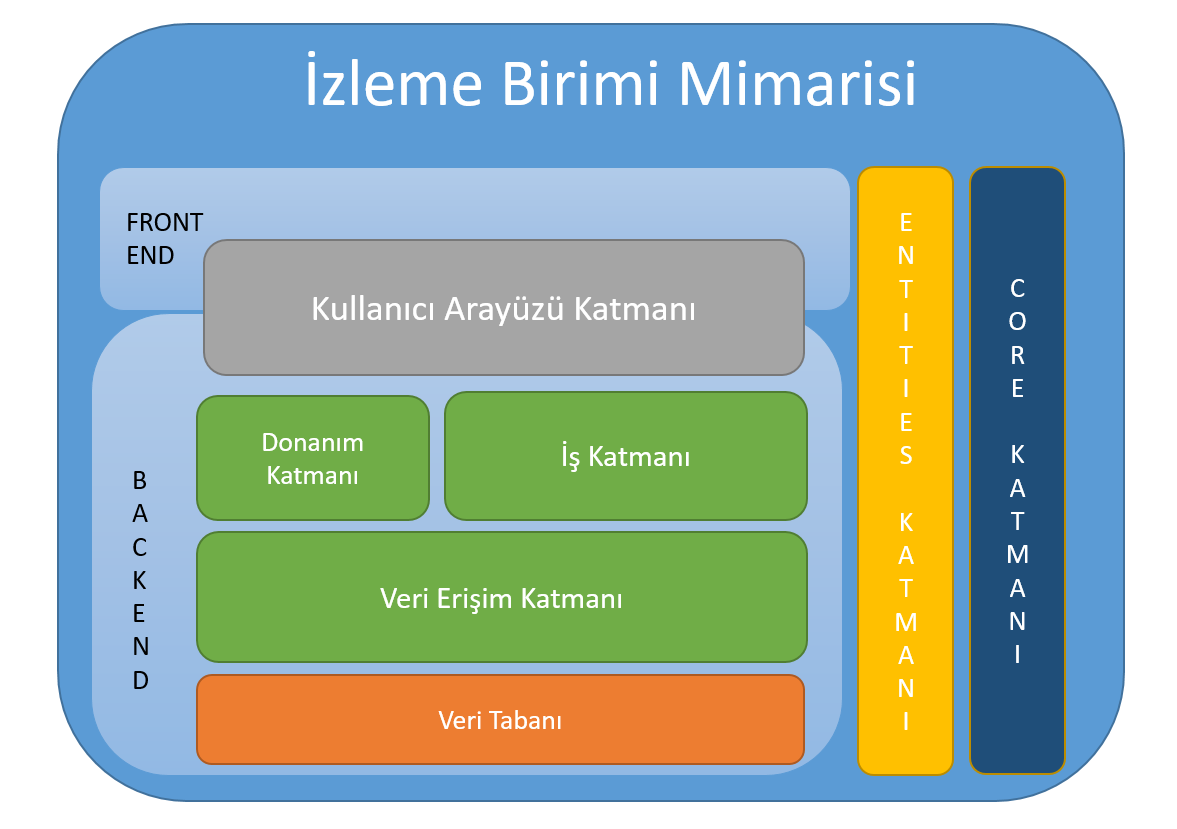 İzleme Birimi Mimarisi
FRONT
END
Kullanıcı Arayüzü Katmanı
Donanım
Katmanı
İş Katmanı
BACKEND
Veri Erişim Katmanı
Veri Tabanı
ENTITIES KATMANI
CORE KATMANI